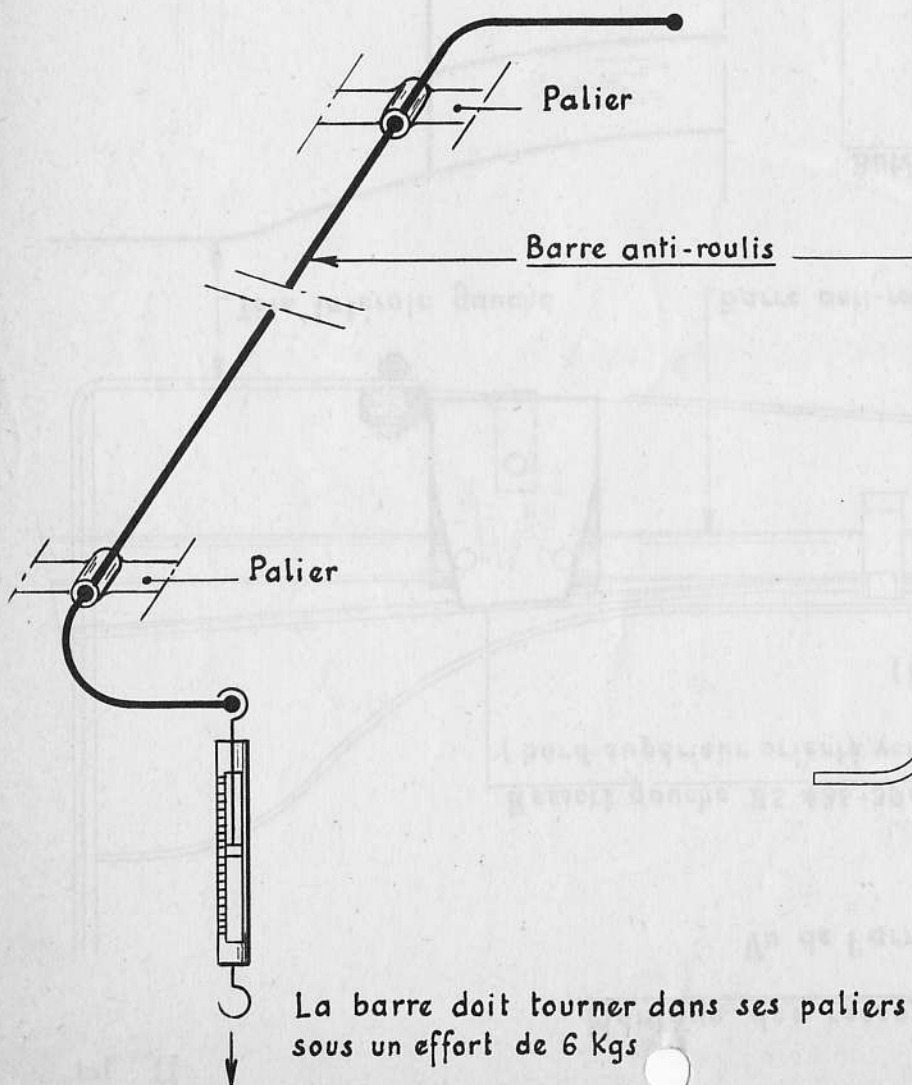 Palier
Barre anti-roulis
Palier
La barre doit tourner dans ses paliers
sous un effort de 6 Kgs